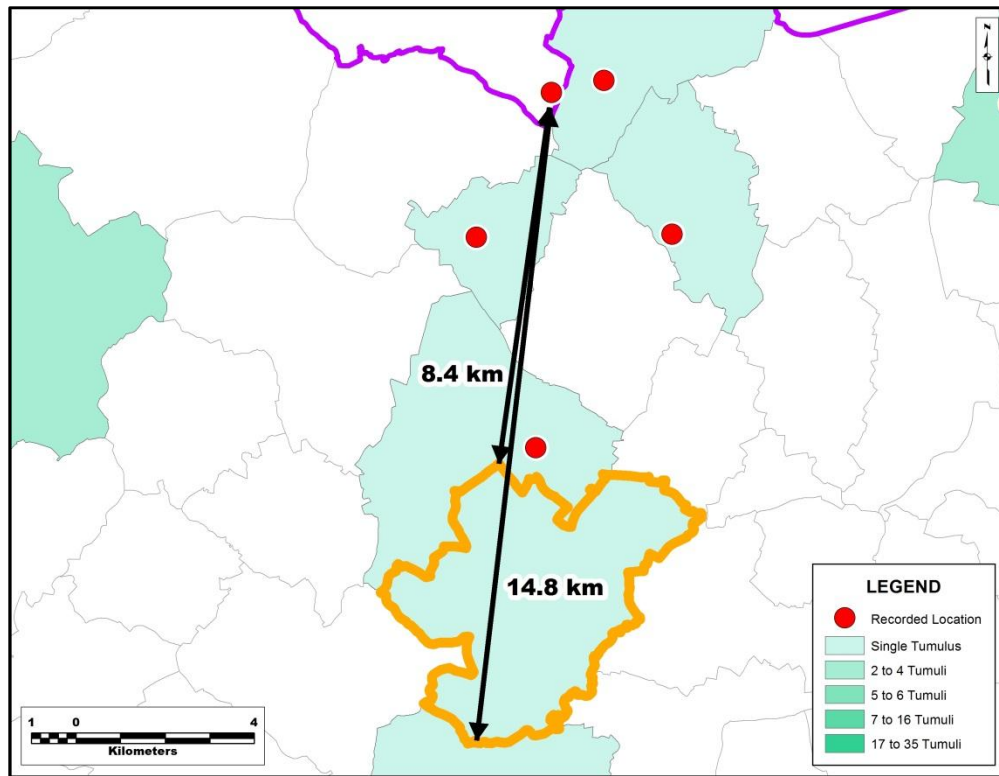 N
8.4 km
14.8 km
LEGEND
Recorded Location
Single Tumulus
2 to 4 Tumuli
5 to 6 Tumuli
7 to 16 Tumuli
17 to 35 Tumuli
1 0 4
Kilometers